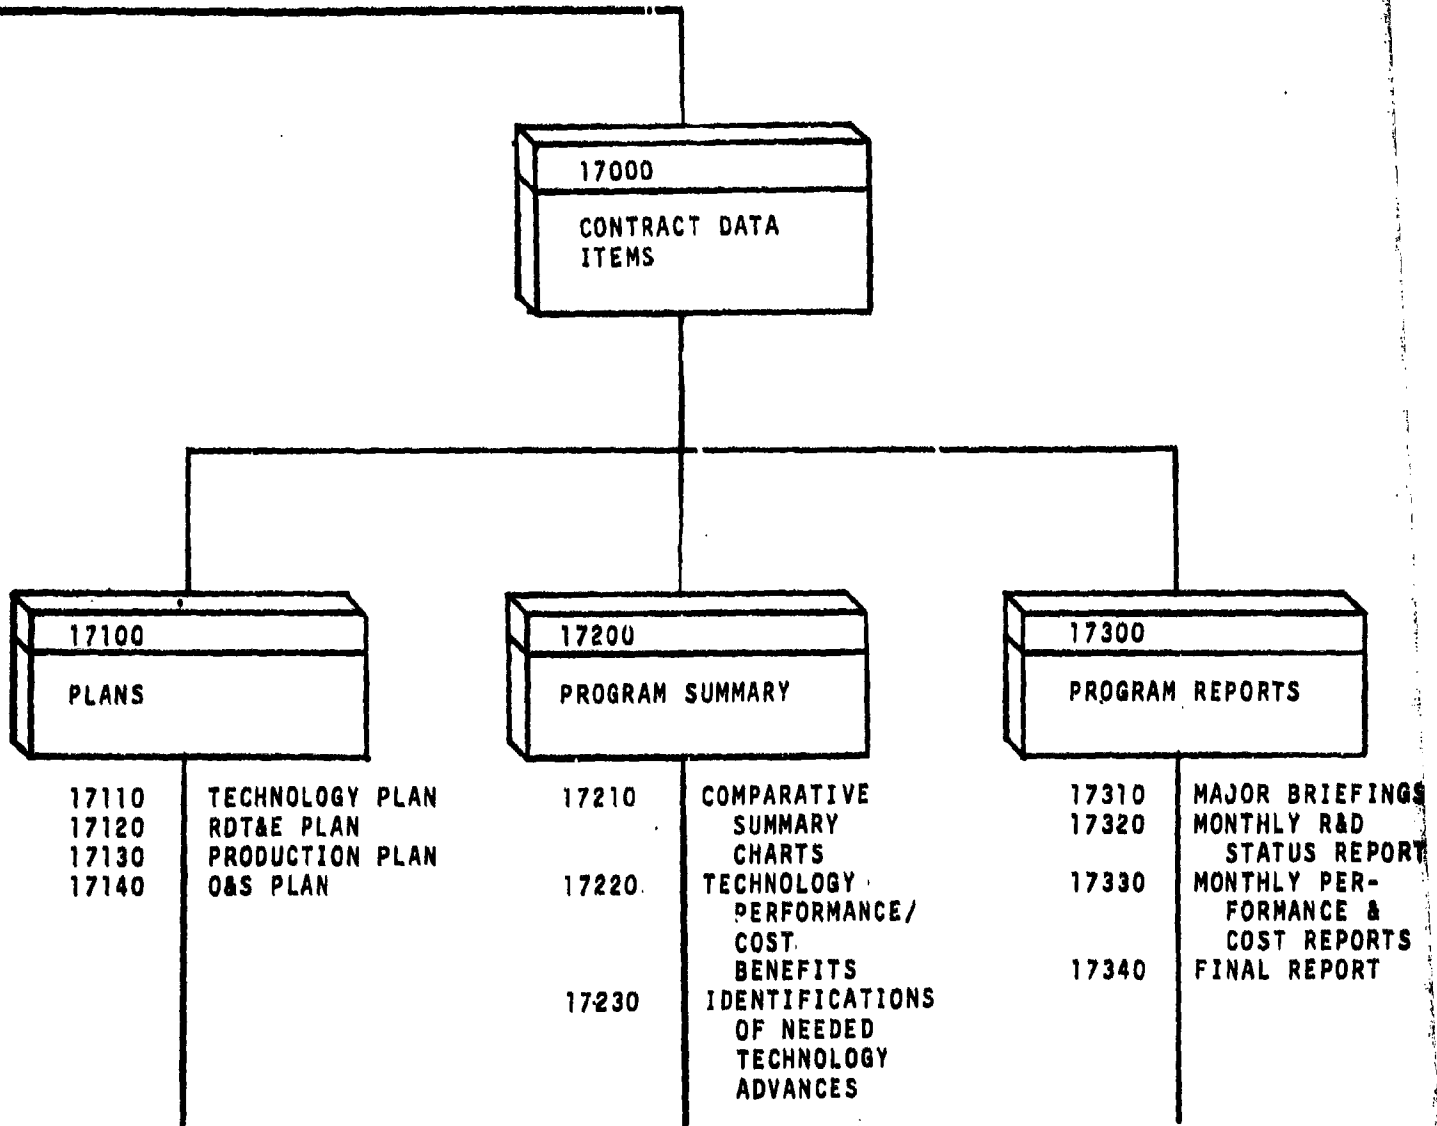 17000
CONTRACT DATA
ITEMS
17100
PLANS
17110 TECHNOLOGY PLAN
17120 RDT&E PLAN
17130 PRODUCTION PLAN
17140 O&S PLAN
17200
PROGRAM SUMMARY
17210 COMPARATIVE
SUMMARY
CHARTS
17220 TECHNOLOGY
PERFORMANCE/
COST
BENEFITS
17230 IDENTIFICATIONS
OF NEEDED
TECHNOLOGY
ADVANCES
17300
PROGRAM REPORTS
17310 MAJOR BRIEFINGS
17320 MONTHLY R&D
STATUS REPORT
17330 MONTHLY PER-
FORMANCE &
COST REPORTS
17340 FINAL REPORT